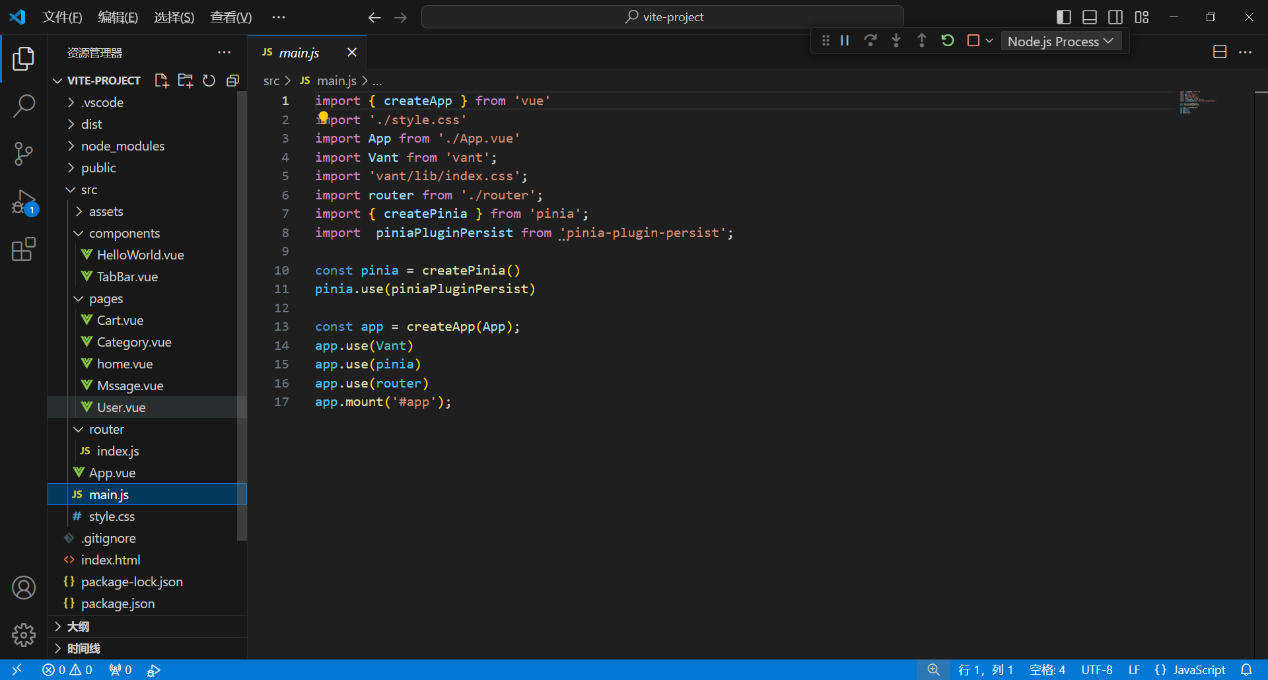 文件(F) 编辑(E) 选择(S) 查看(V) ···
vite-project
Node.js Process
资源管理器 ···
VITE-PROJECT
.vscode
dist
node_modules
public
src
assets
components
HelloWorld.vue
TabBar.vue
pages
Cart.vue
Category.vue
home.vue
Mssage.vue
User.vue
router
JS index.js
App.vue
JS main.js
# style.css
.gitignore
<> index.html
{} package-lock.json
{} package.json
大纲
时间线
1
JS main.js
src > JS main.js > ...
1 import { createApp } from 'vue'
2 import './style.css'
3 import App from './App.vue'
4 import Vant from 'vant';
5 import 'vant/lib/index.css';
6 import router from './router';
7 import { createPinia } from 'pinia';
8 import  piniaPluginPersist from 'pinia-plugin-persist';
9
10 const pinia = createPinia()
11 pinia.use(piniaPluginPersist)
12
13 const app = createApp(App);
14 app.use(Vant)
15 app.use(pinia)
16 app.use(router)
17 app.mount('#app');
0 0 0 行 1，列 1 空格: 4 UTF-8 LF {} JavaScript